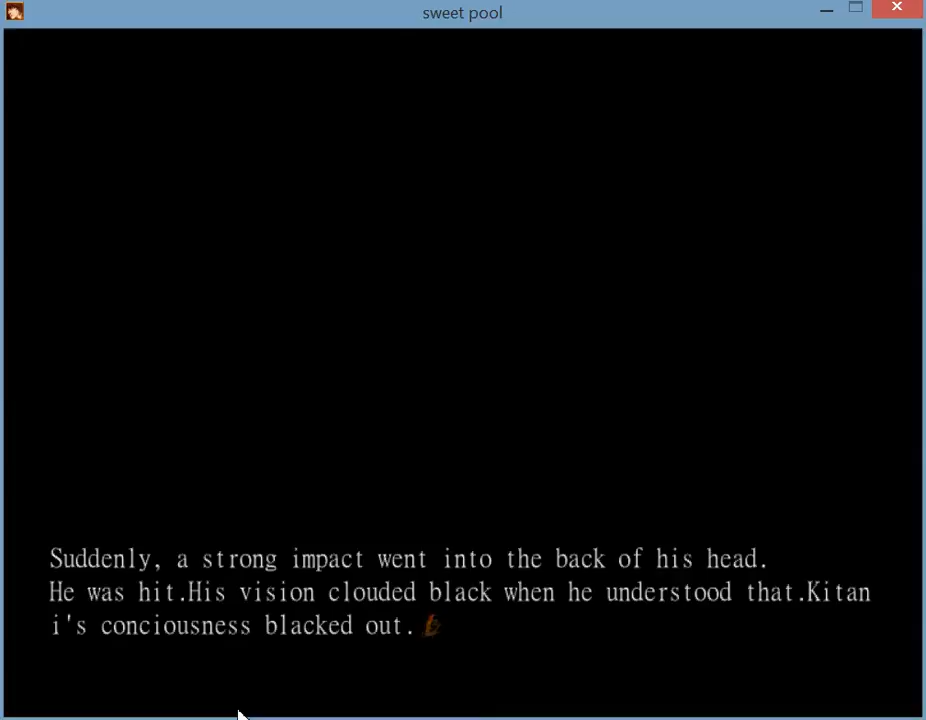 sweet pool
Suddenly, a strong impact went into the back of his head.
He was hit.His vision clouded black when he understood that.Kitan
i's conciousness blacked out.